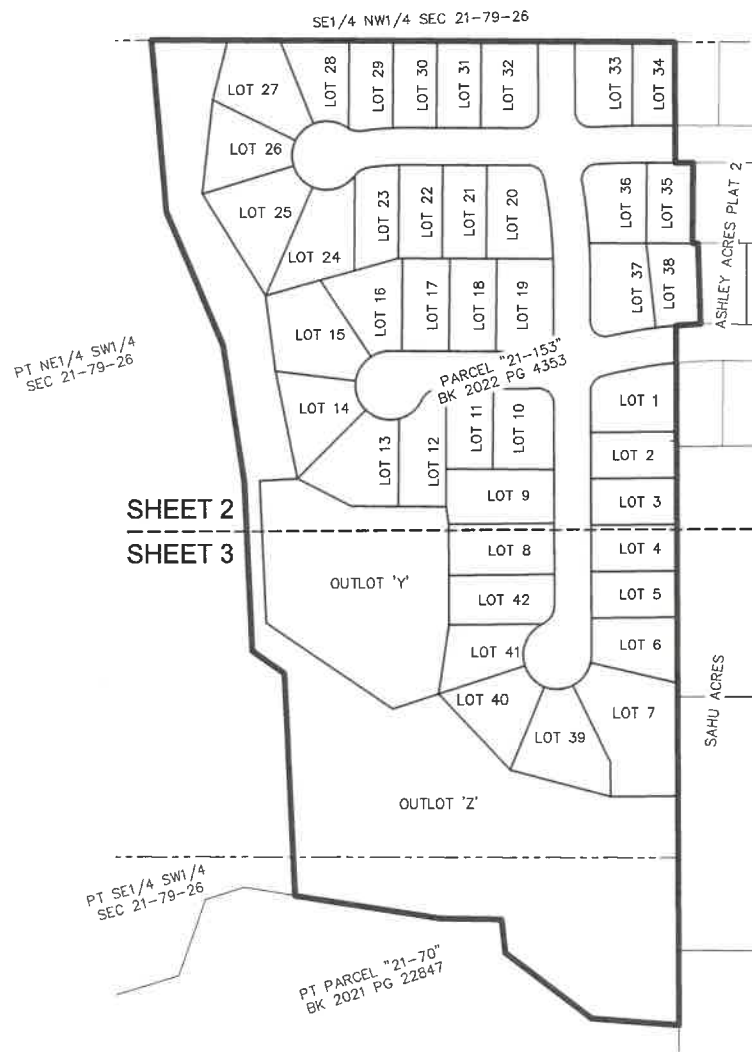 SE1/4 NW1/4 SEC 21-79-26
LOT 27
LOT 28
LOT 29
LOT 30
LOT 31
LOT 32
LOT 33
LOT 34
LOT 26
LOT 25
LOT 24
LOT 23
LOT 22
LOT 21
LOT 20
LOT 36
LOT 35
ASHLEY ACRES PLAT 2
LOT 37
LOT 38
LOT 15
LOT 16
LOT 17
LOT 18
LOT 19
PT NE1/4 SW1/4
SEC 21-79-26
PARCEL "21-153"
BK 2022 PG 4353
LOT 14
LOT 13
LOT 12
LOT 11
LOT 10
LOT 1
LOT 2
LOT 9
LOT 3
SHEET 2
SHEET 3
LOT 8
LOT 4
OUTLOT 'Y'
LOT 42
LOT 5
LOT 41
LOT 6
LOT 40
LOT 39
LOT 7
SAHU ACRES
OUTLOT 'Z'
PT SE1/4 SW1/4
SEC 21-79-26
PT PARCEL "21-70"
BK 2021 PG 22847